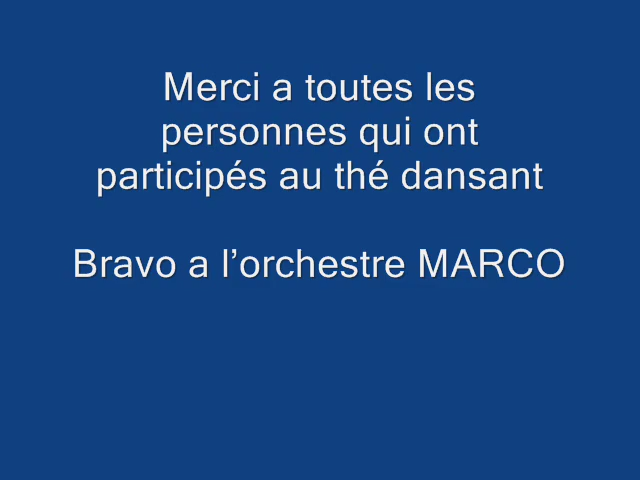 Merci a toutes les
personnes qui ont
participés au thé dansant
Bravo a l’orchestre MARCO